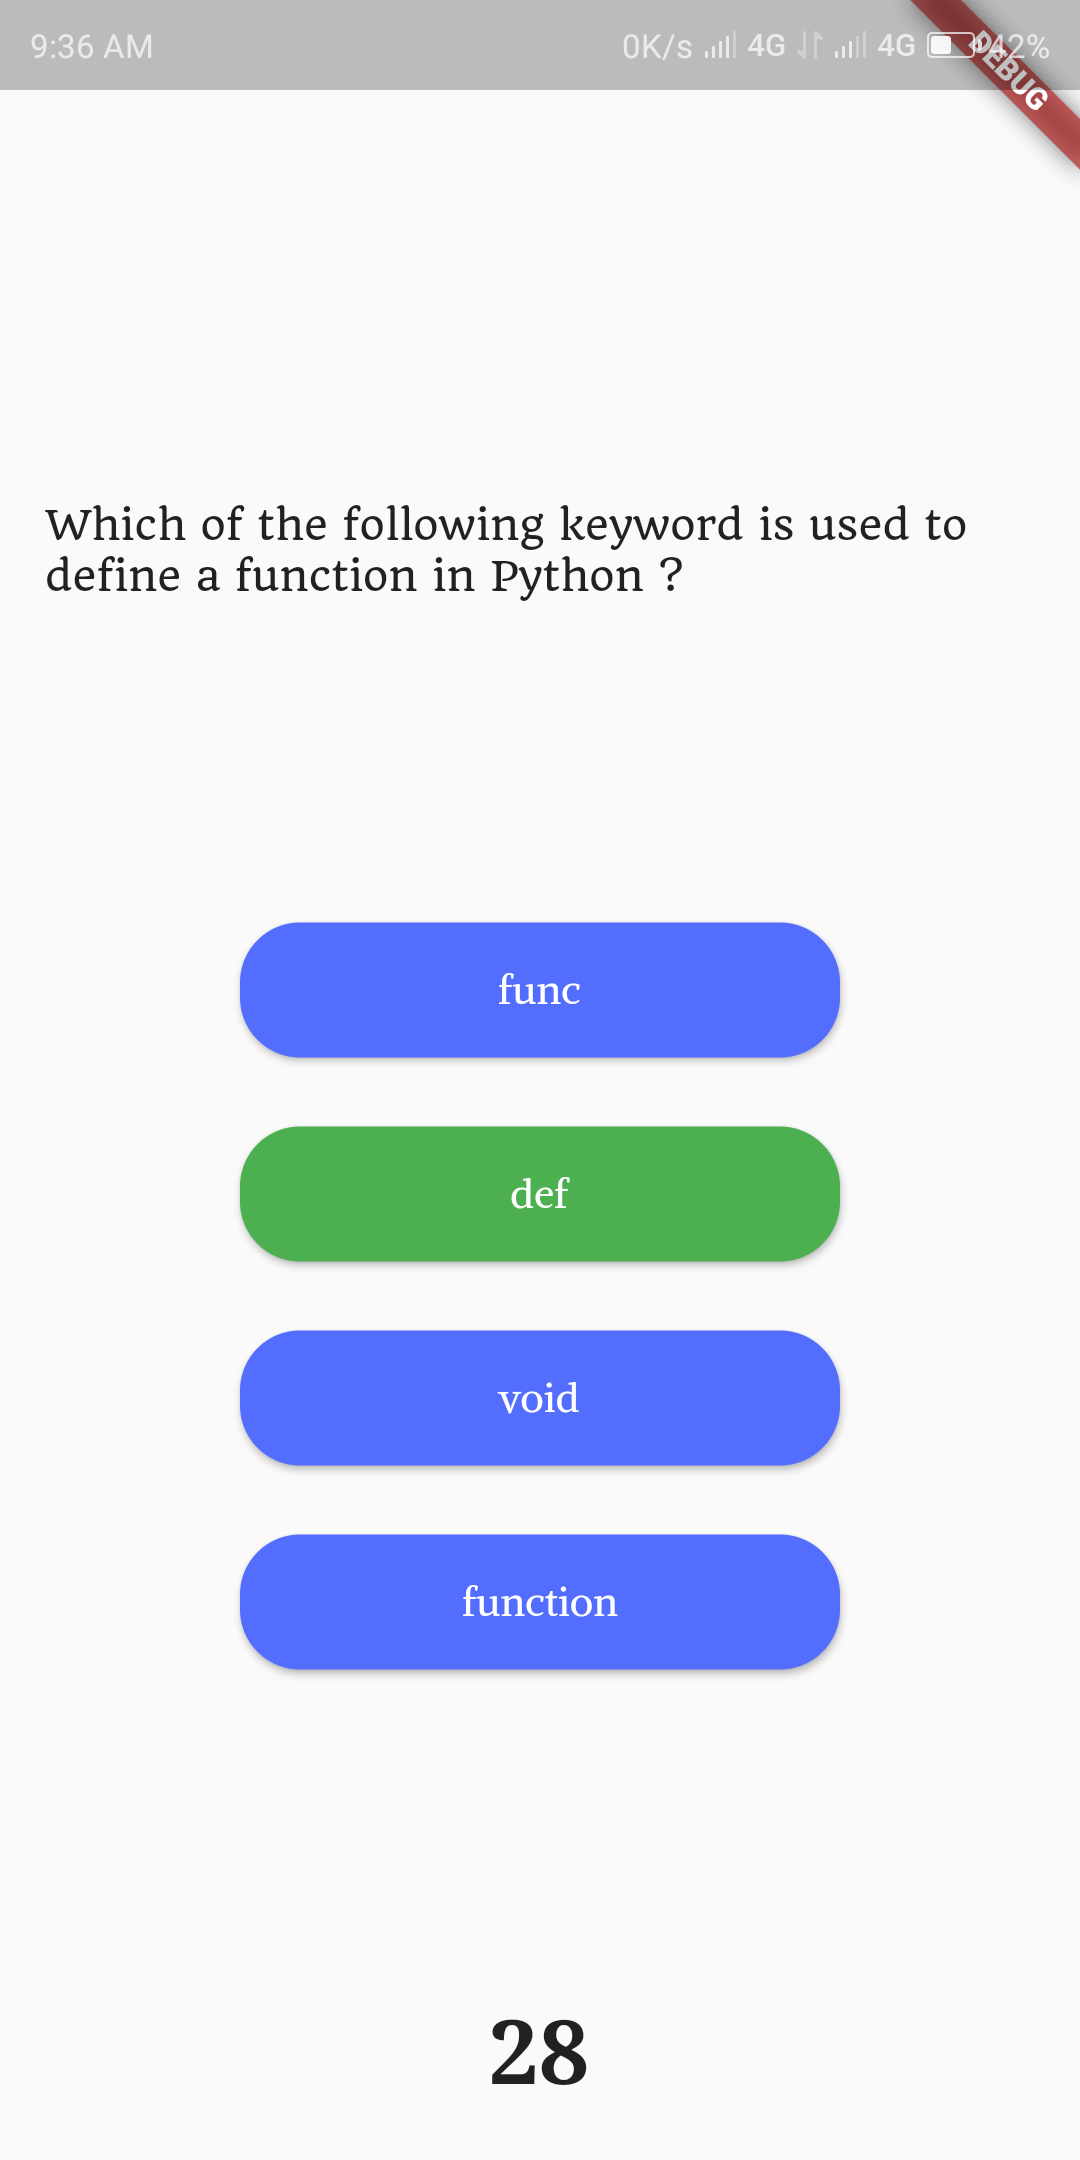 9:36 AM 0K/s 4G 4G 42%
DEBUG
Which of the following keyword is used to
define a function in Python ?
func
def
void
function
28